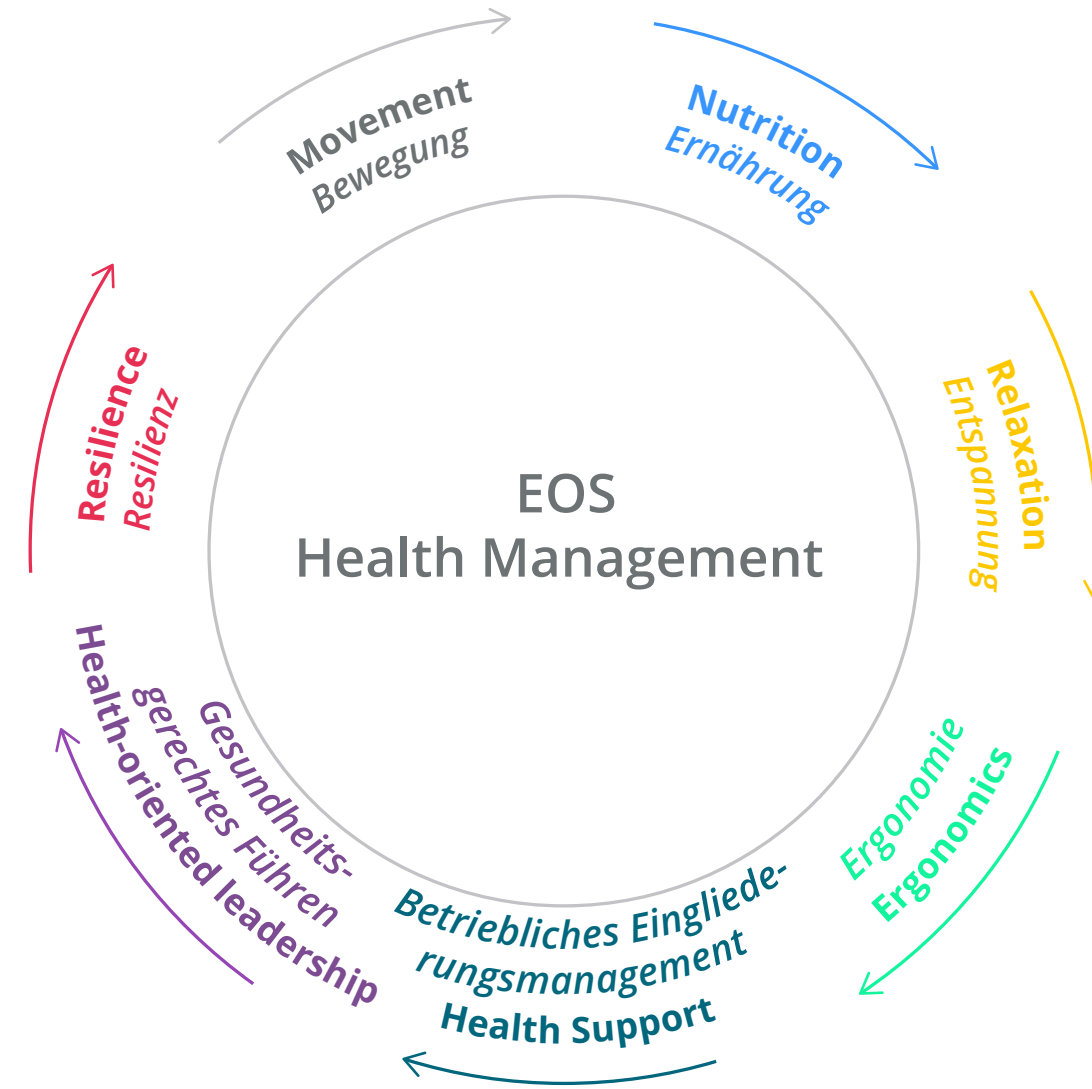 EOS
Health Management
Movement
Bewegung
Nutrition
Ernährung
Relaxation
Entspannung
Ergonomie
Ergonomics
Betriebliches Eingliede-
rungsmanagement
Health Support
Gesundheits-
gerechtes Führen
Health-oriented leadership
Resilience
Resilienz